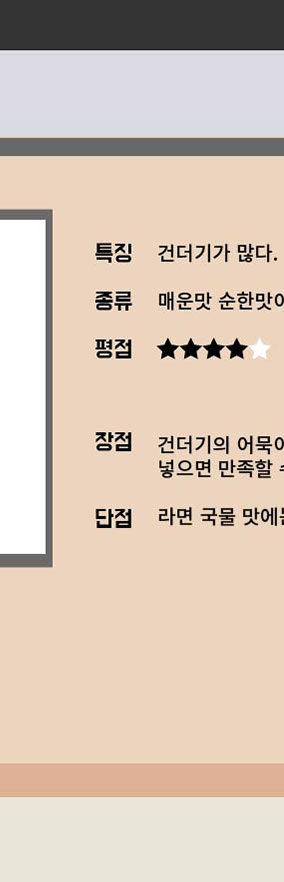 특징 건더기가 많다.
종류 매운맛 순한맛이
평점 ★★★★★
장점 건더기의 어묵이
넣으면 만족할 수
단점 라면 국물 맛에